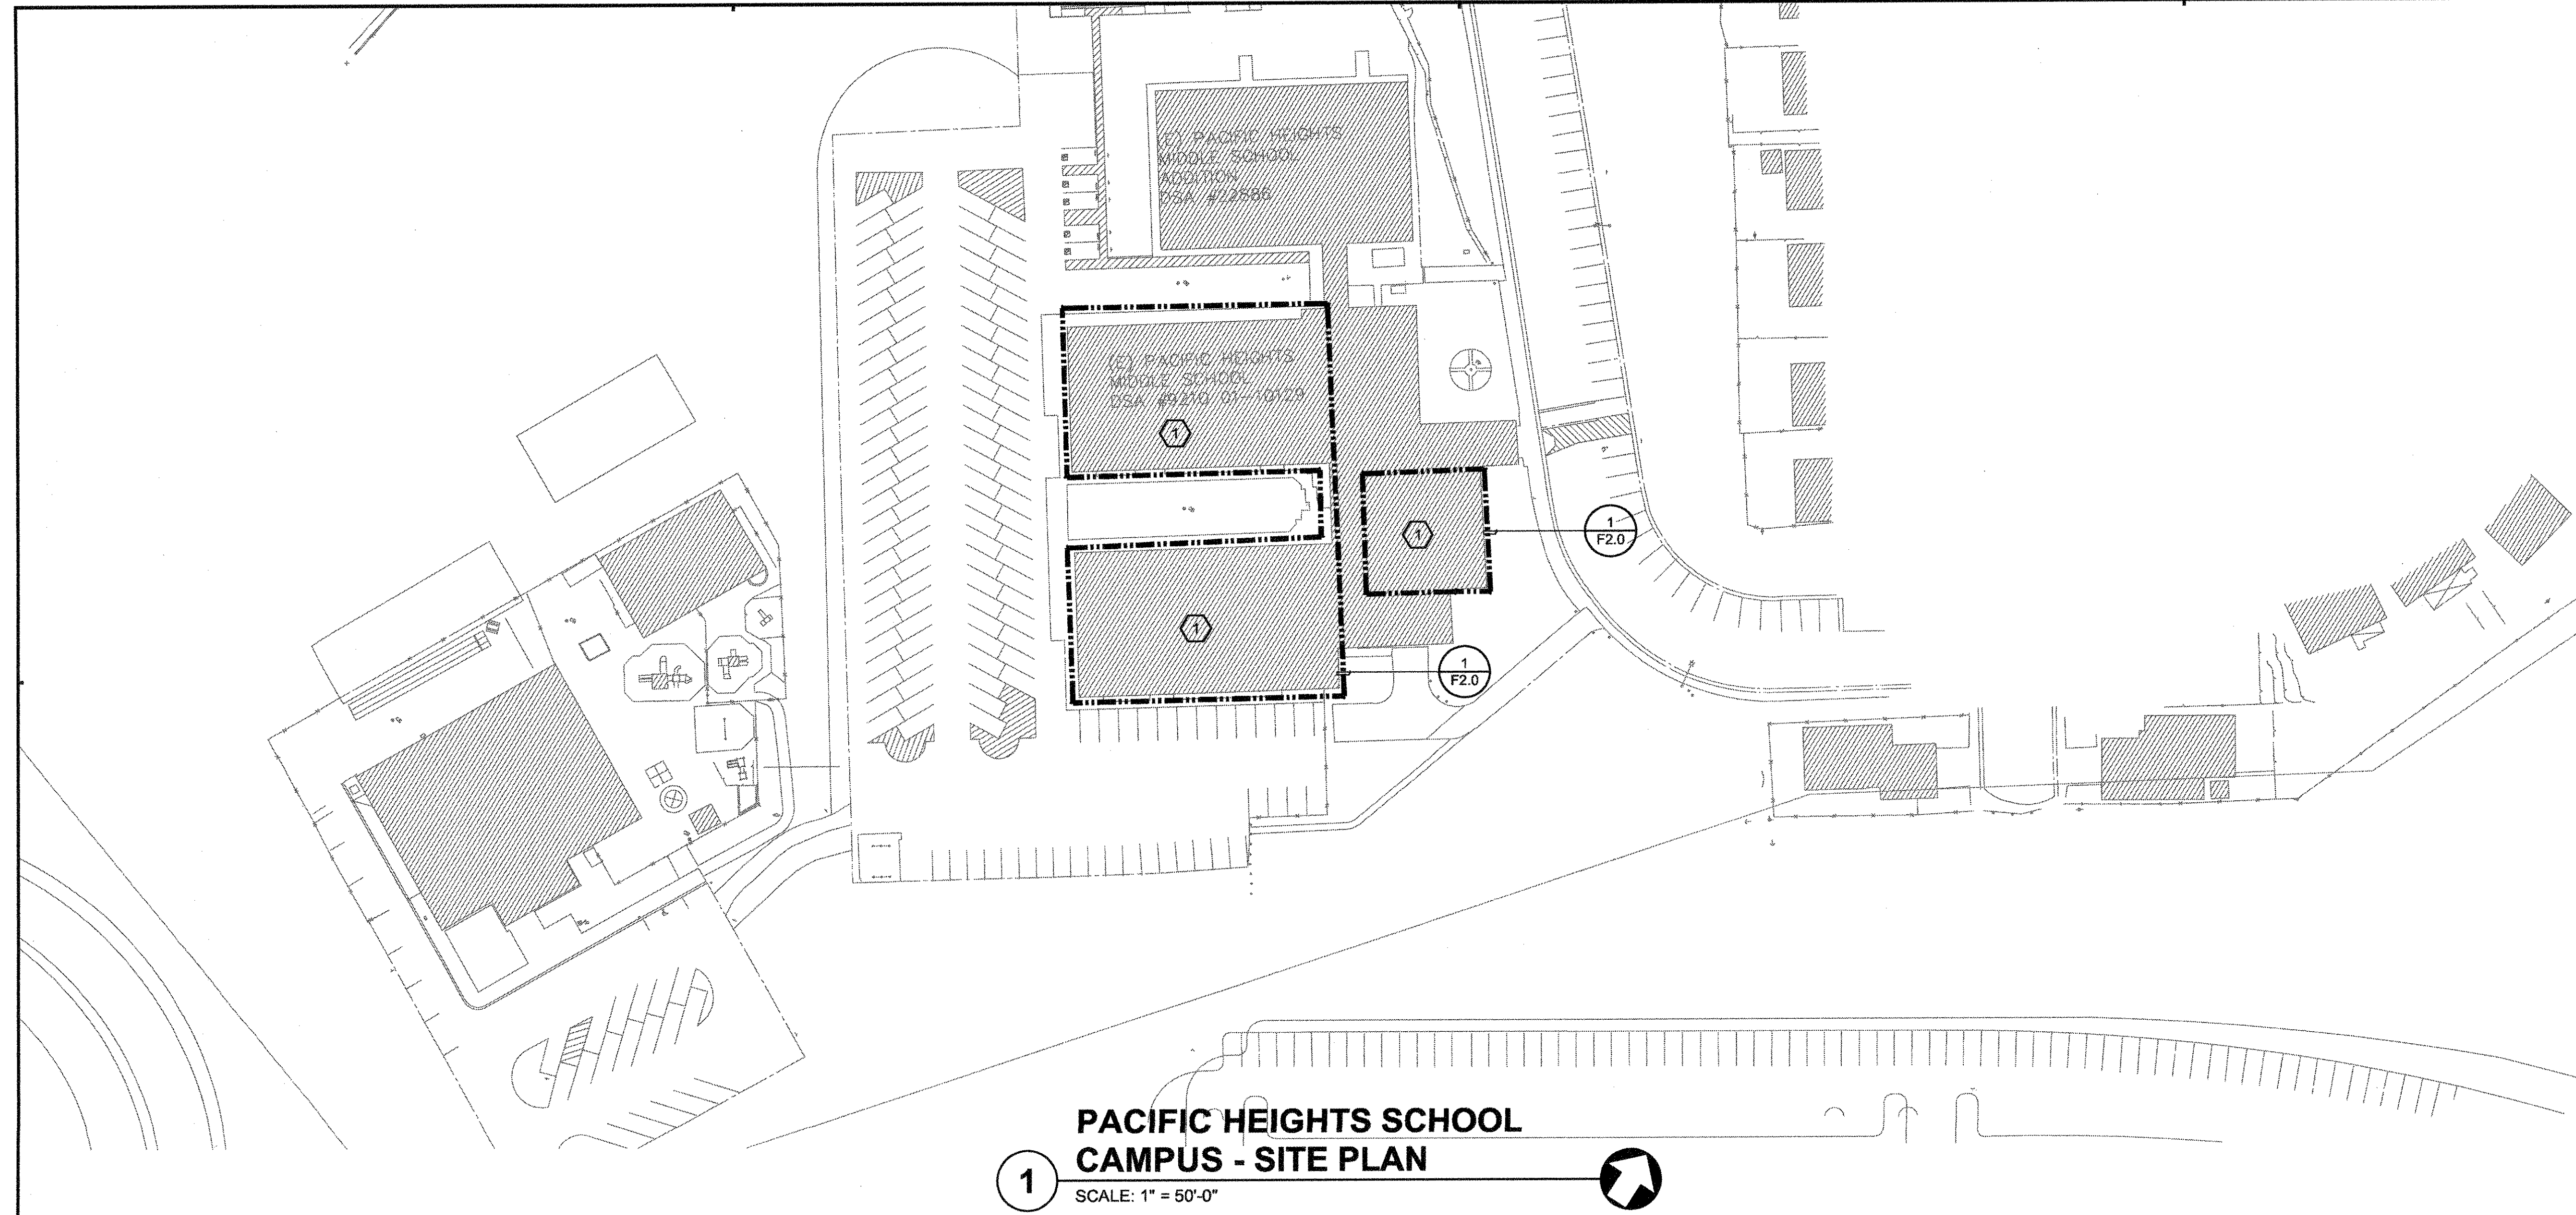 (E) PACIFIC HEIGHTS
MIDDLE SCHOOL
ADDITION
DSA #22886
(E) PACIFIC HEIGHTS
MIDDLE SCHOOL
DSA #9210 01-10129
1
1
1
F2.0
1
1
F2.0
PACIFIC HEIGHTS SCHOOL
CAMPUS - SITE PLAN
1
SCALE: 1" = 50'-0"